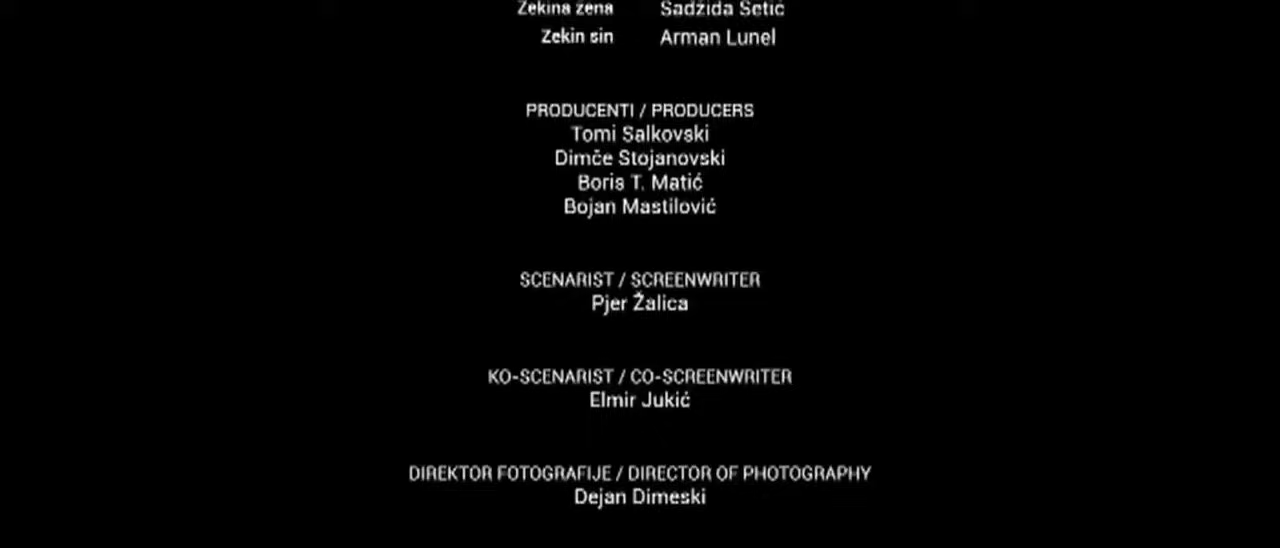 Zekina žena Sadžida Šetić
Zekin sin Arman Lunel
PRODUCENTI / PRODUCERS
Tomi Salkovski
Dimče Stojanovski
Boris T. Matić
Bojan Mastilović
SCENARIST / SCREENWRITER
Pjer Žalica
KO-SCENARIST / CO-SCREENWRITER
Elmir Jukić
DIREKTOR FOTOGRAFIJE / DIRECTOR OF PHOTOGRAPHY
Dejan Dimeski